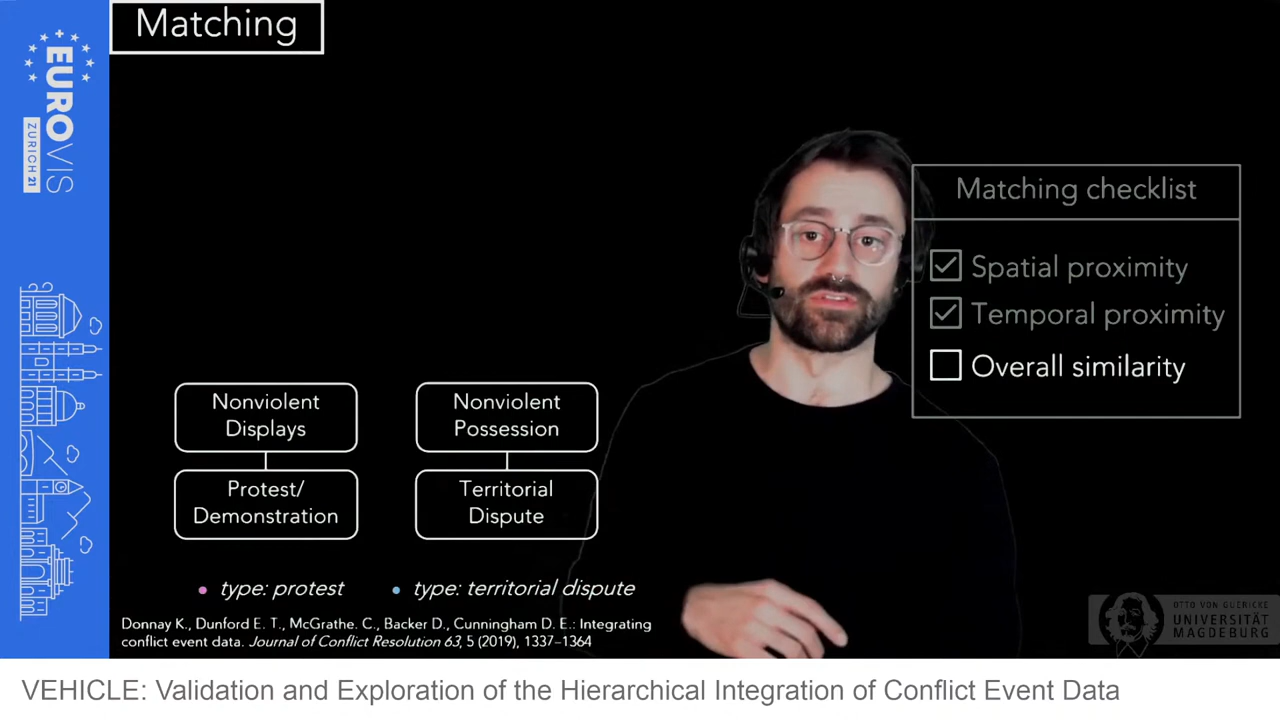 Matching
EUROVIS
ZURICH 21
Matching checklist
Spatial proximity
Temporal proximity
Overall similarity
Nonviolent
Displays
Nonviolent
Possession
Protest/
Demonstration
Territorial
Dispute
type: protest
type: territorial dispute
Donnay K., Dunford E. T., McGrathe. C., Backer D., Cunningham D. E.: Integrating
conflict event data. Journal of Conflict Resolution 63, 5 (2019), 1337–1364
OTTO VON GUERICKE
UNIVERSITÄT
MAGDEBURG
VEHICLE: Validation and Exploration of the Hierarchical Integration of Conflict Event Data